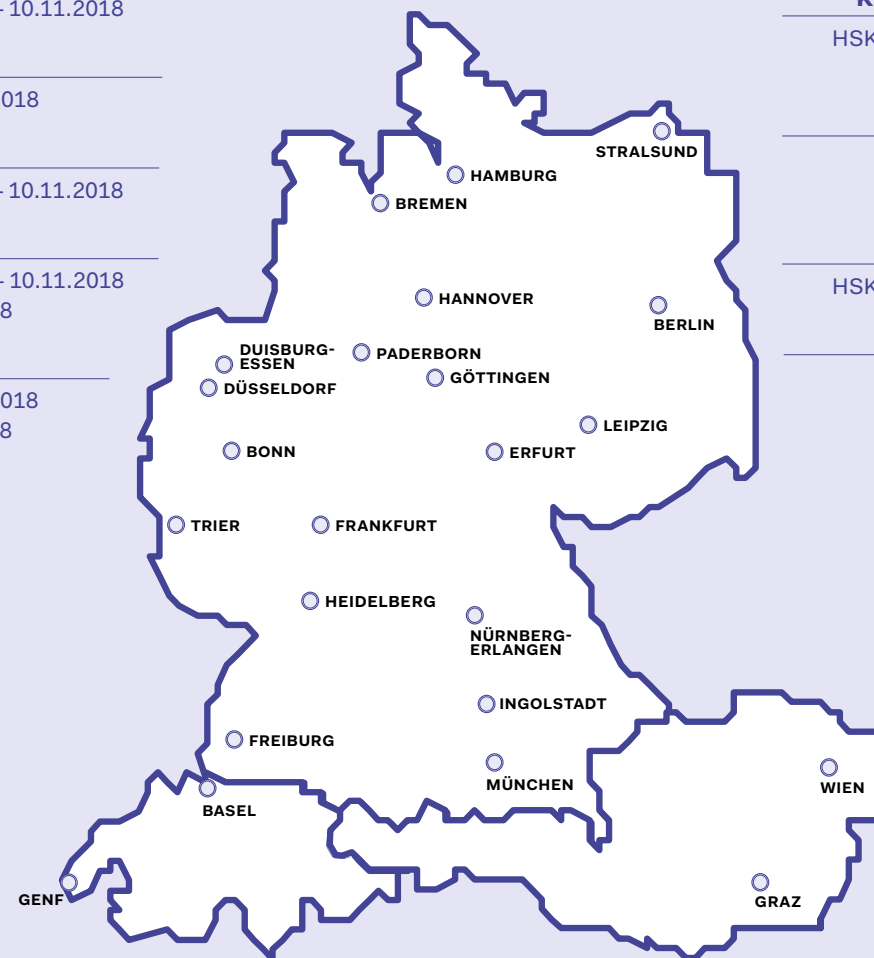 - 10.11.2018
018
- 10.11.2018
- 10.11.2018
8
018
8
HSK
HSK
STRALSUND
HAMBURG
BREMEN
HANNOVER
BERLIN
DUISBURG-
ESSEN
PADERBORN
GÖTTINGEN
DÜSSELDORF
LEIPZIG
BONN
ERFURT
TRIER
FRANKFURT
HEIDELBERG
NÜRNBERG-
ERLANGEN
INGOLSTADT
FREIBURG
MÜNCHEN
WIEN
BASEL
GENF
GRAZ